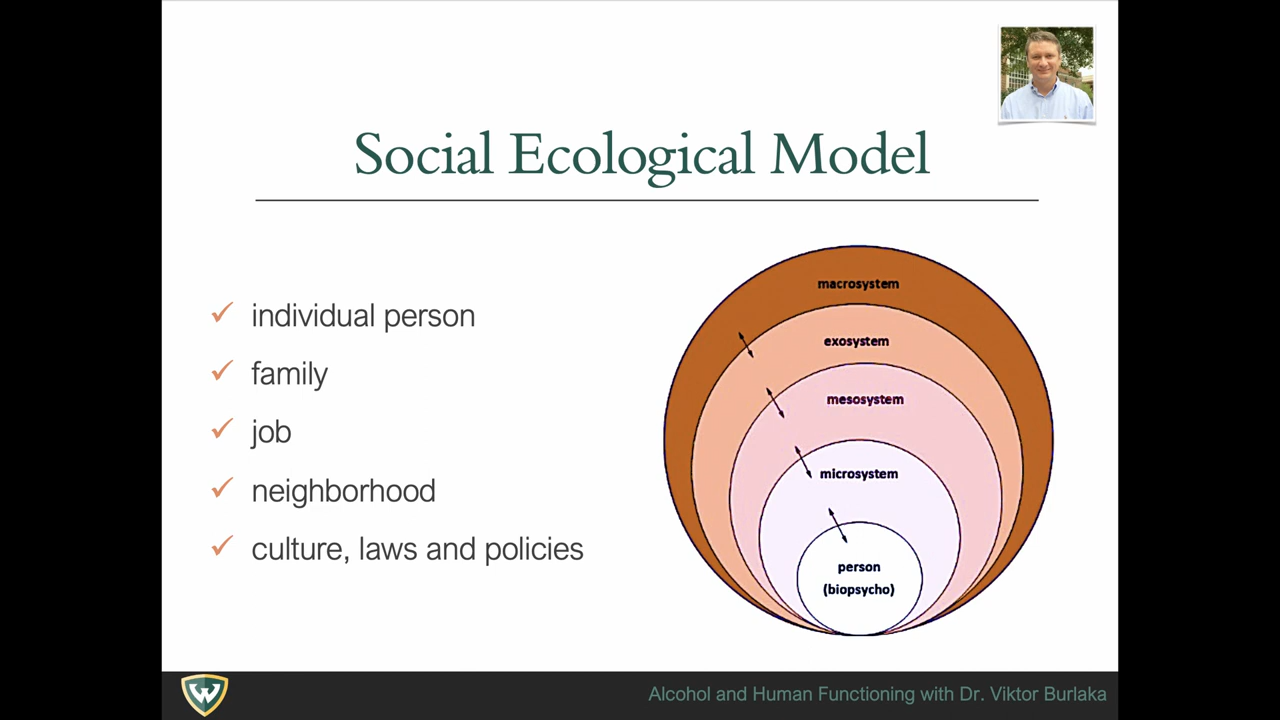 Social Ecological Model
individual person
family
job
neighborhood
culture, laws and policies
macrosystem
exosystem
mesosystem
microsystem
person
(biopsycho)
W
Alcohol and Human Functioning with Dr. Viktor Burlaka